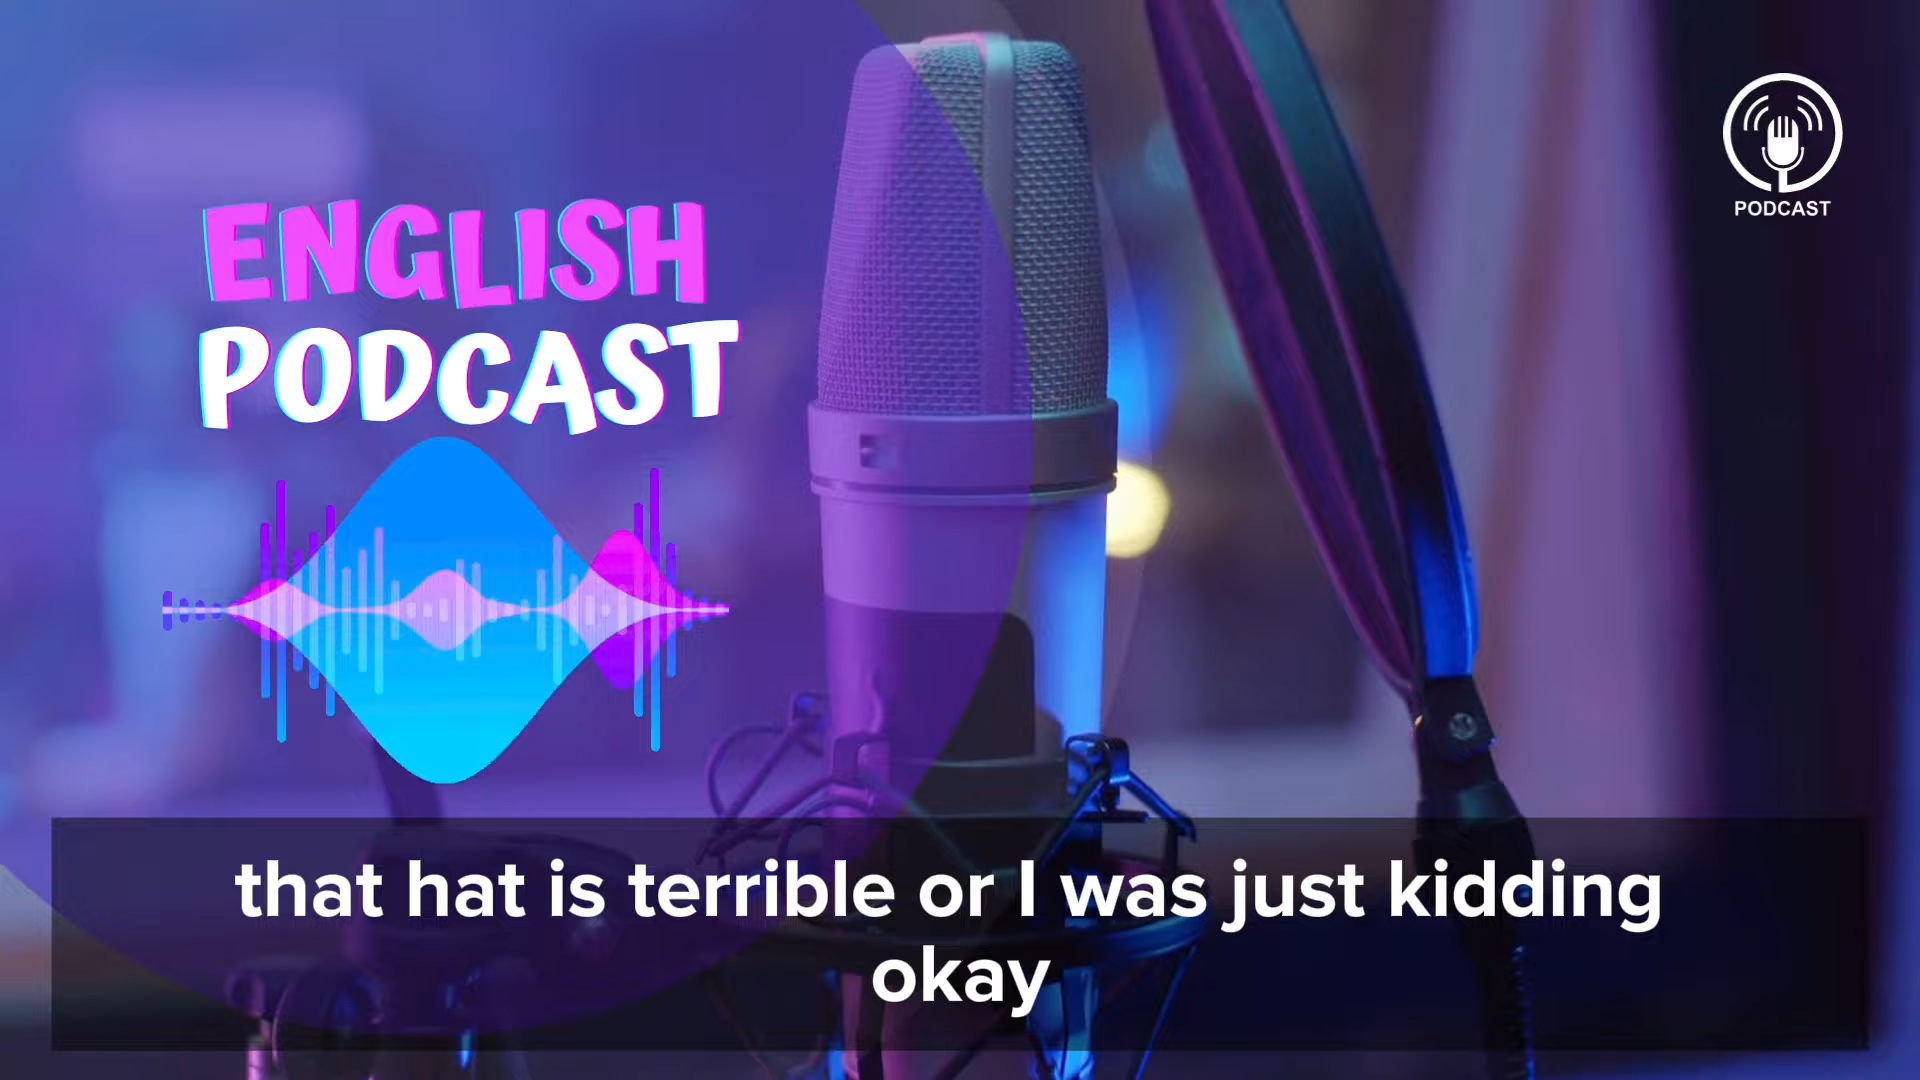 ENGLISH
PODCAST
PODCAST
that hat is terrible or I was just kidding
okay